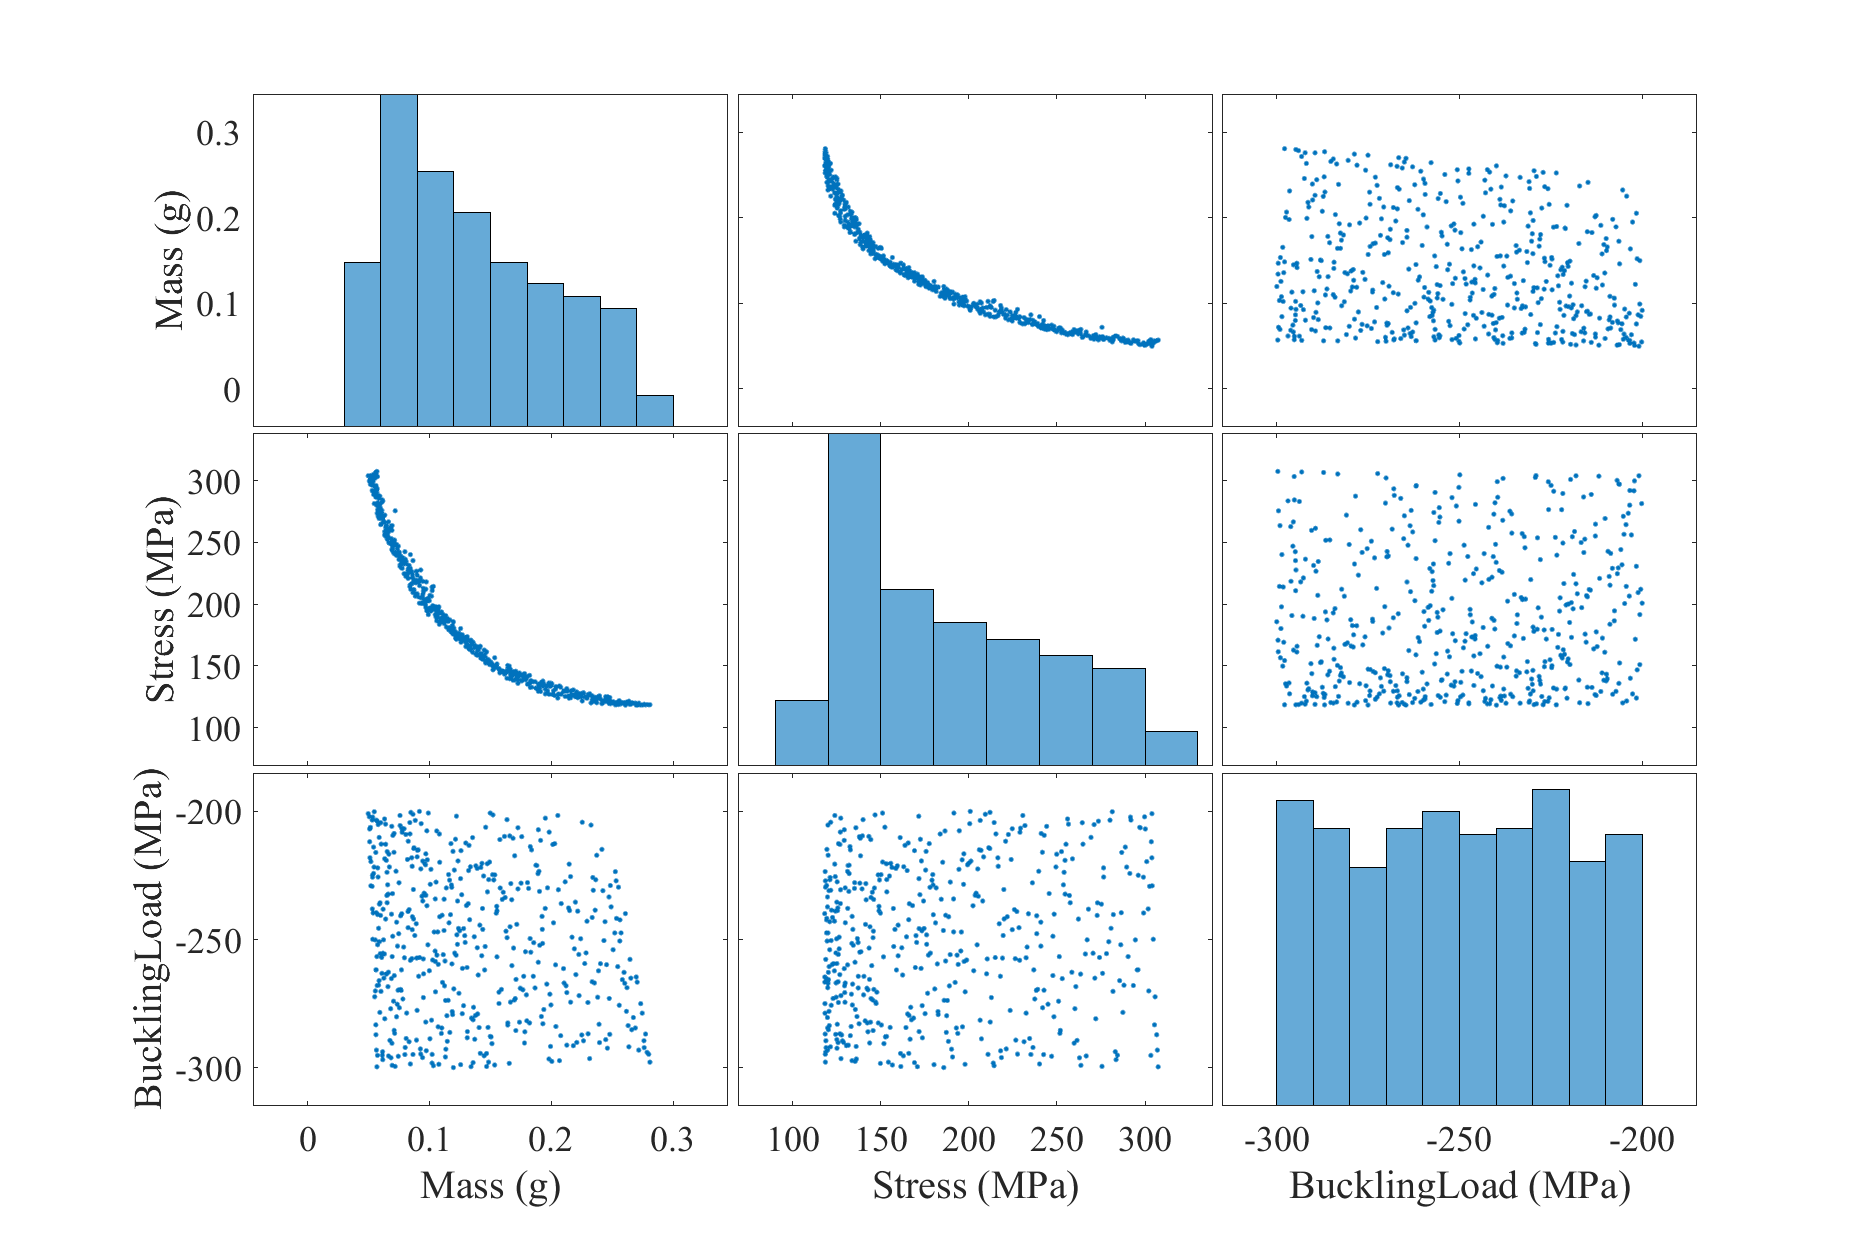 Mass (g)
0.3
0.2
0.1
0
Stress (MPa)
300
250
200
150
100
BucklingLoad (MPa)
-200
-250
-300
0 0.1 0.2 0.3
100 150 200 250 300
-300 -250 -200
Mass (g)
Stress (MPa)
BucklingLoad (MPa)